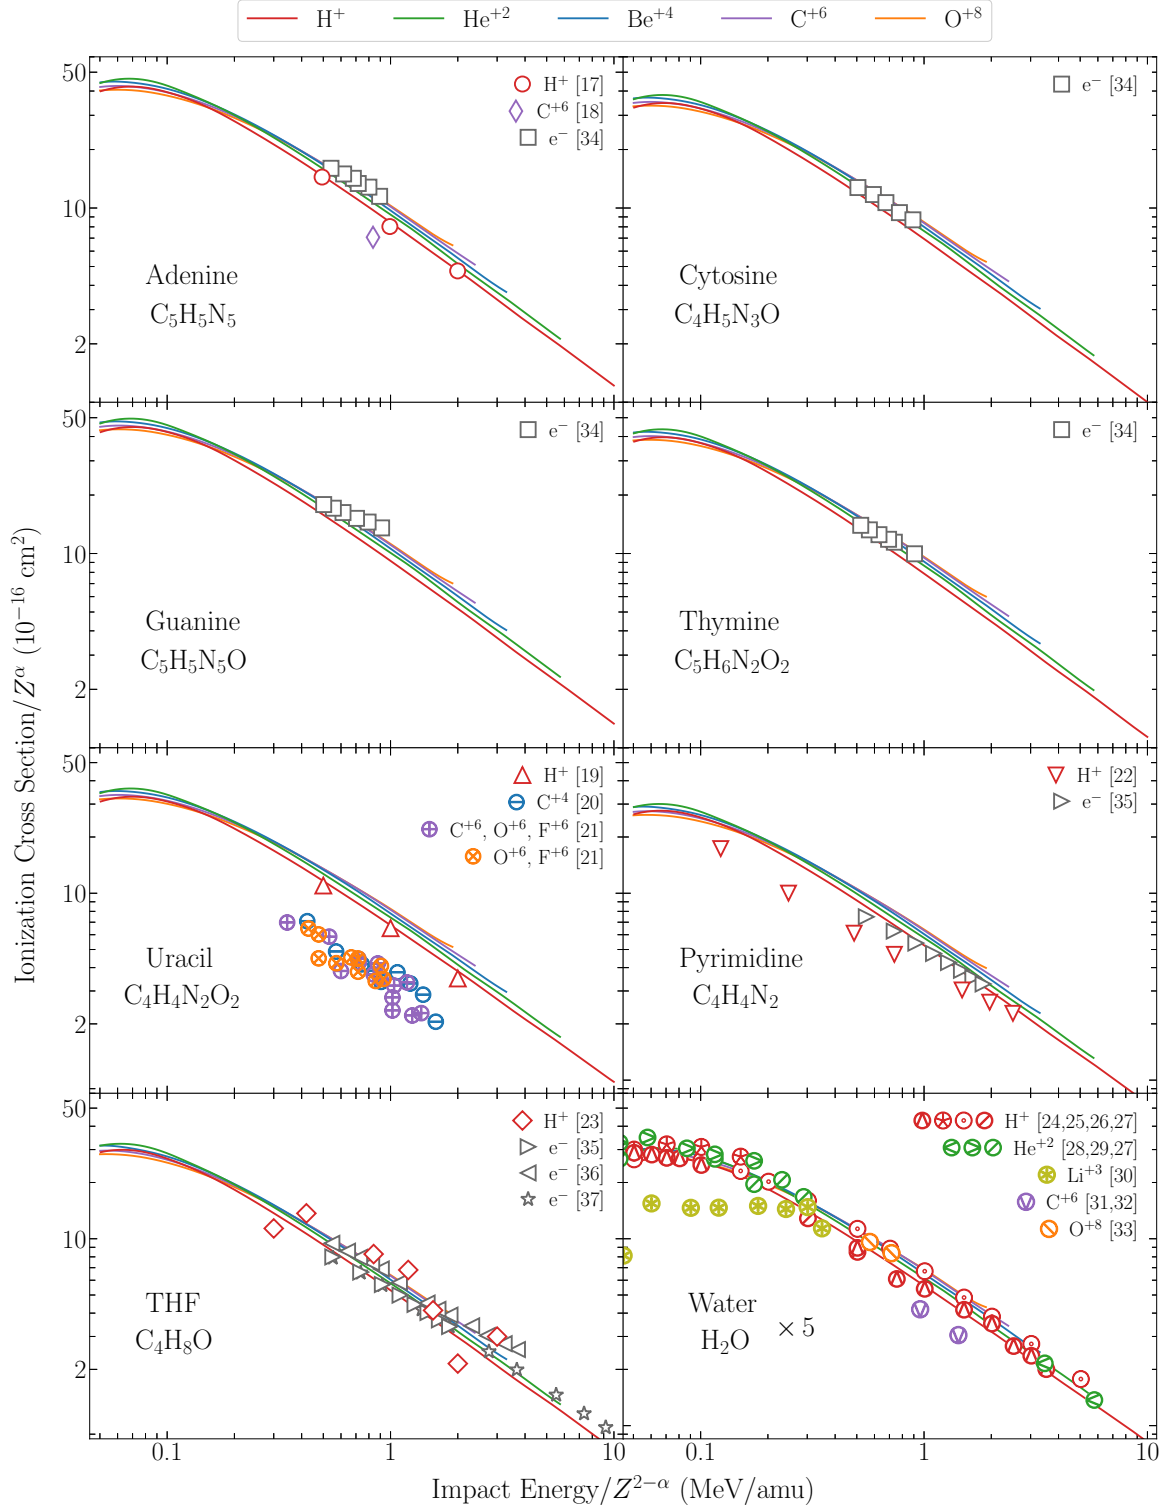 H⁺ He⁺² Be⁺⁴ C⁺⁶ O⁺⁸
Ionization Cross Section/Z^α (10⁻¹⁶ cm²)
50
10
2
H⁺ [17]
C⁺⁶ [18]
e⁻ [34]
Adenine
C₅H₅N₅
e⁻ [34]
Cytosine
C₄H₅N₃O
50
10
2
e⁻ [34]
Guanine
C₅H₅N₅O
e⁻ [34]
Thymine
C₅H₆N₂O₂
50
10
2
H⁺ [19]
C⁺⁴ [20]
C⁺⁶, O⁺⁶, F⁺⁶ [21]
O⁺⁶, F⁺⁶ [21]
Uracil
C₄H₄N₂O₂
H⁺ [22]
e⁻ [35]
Pyrimidine
C₄H₄N₂
50
10
2
H⁺ [23]
e⁻ [35]
e⁻ [36]
e⁻ [37]
THF
C₄H₈O
H⁺ [24,25,26,27]
He⁺² [28,29,27]
Li⁺³ [30]
C⁺⁶ [31,32]
O⁺⁸ [33]
Water
H₂O × 5
0.1 1 10 0.1 1 10
Impact Energy/Z^{2−α} (MeV/amu)